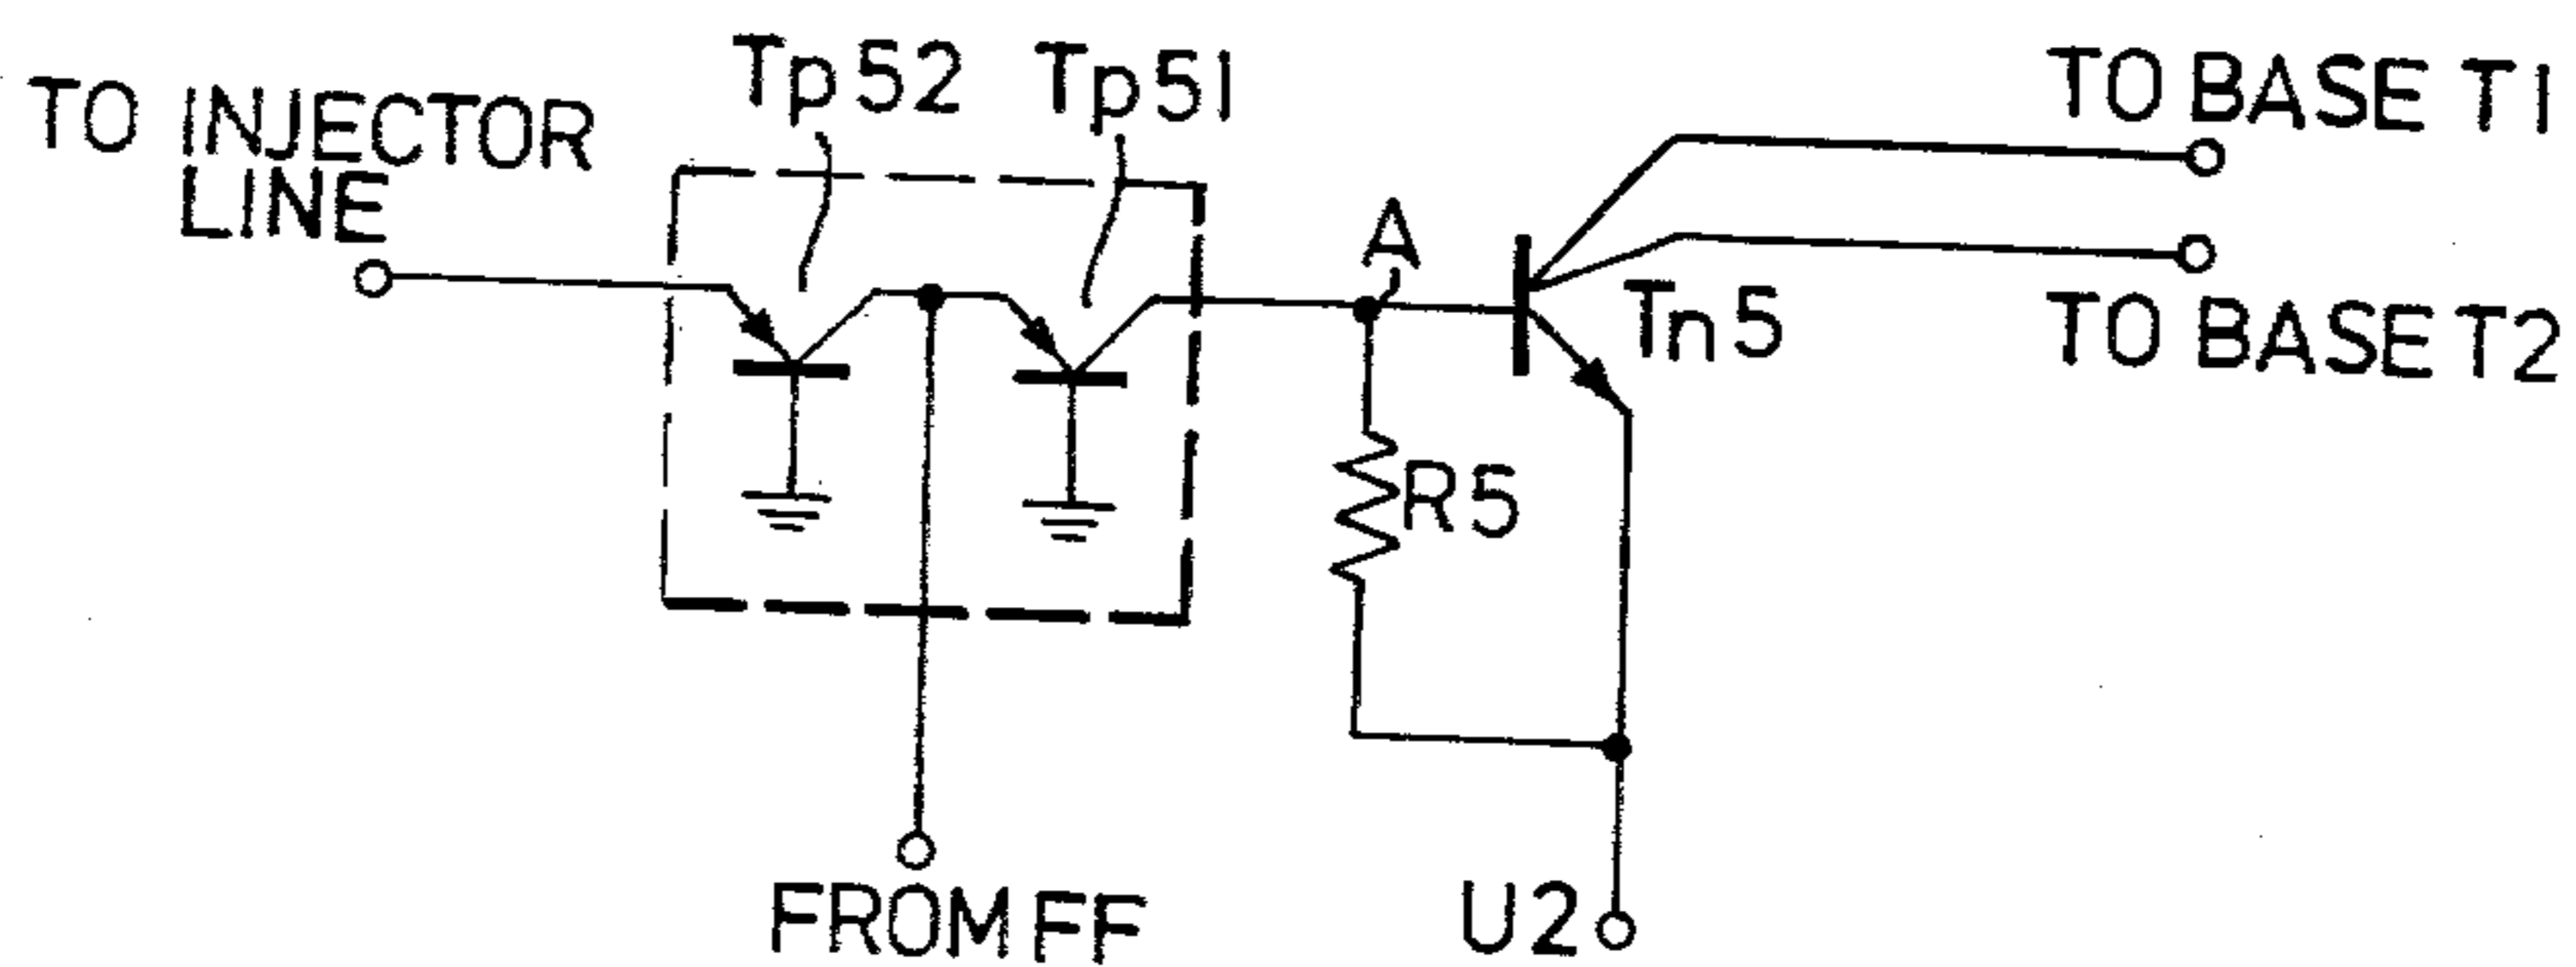 TO INJECTOR
LINE
Tp52
Tp51
TO BASE T1
A
Tn5
TO BASE T2
R5
FROM FF
U2